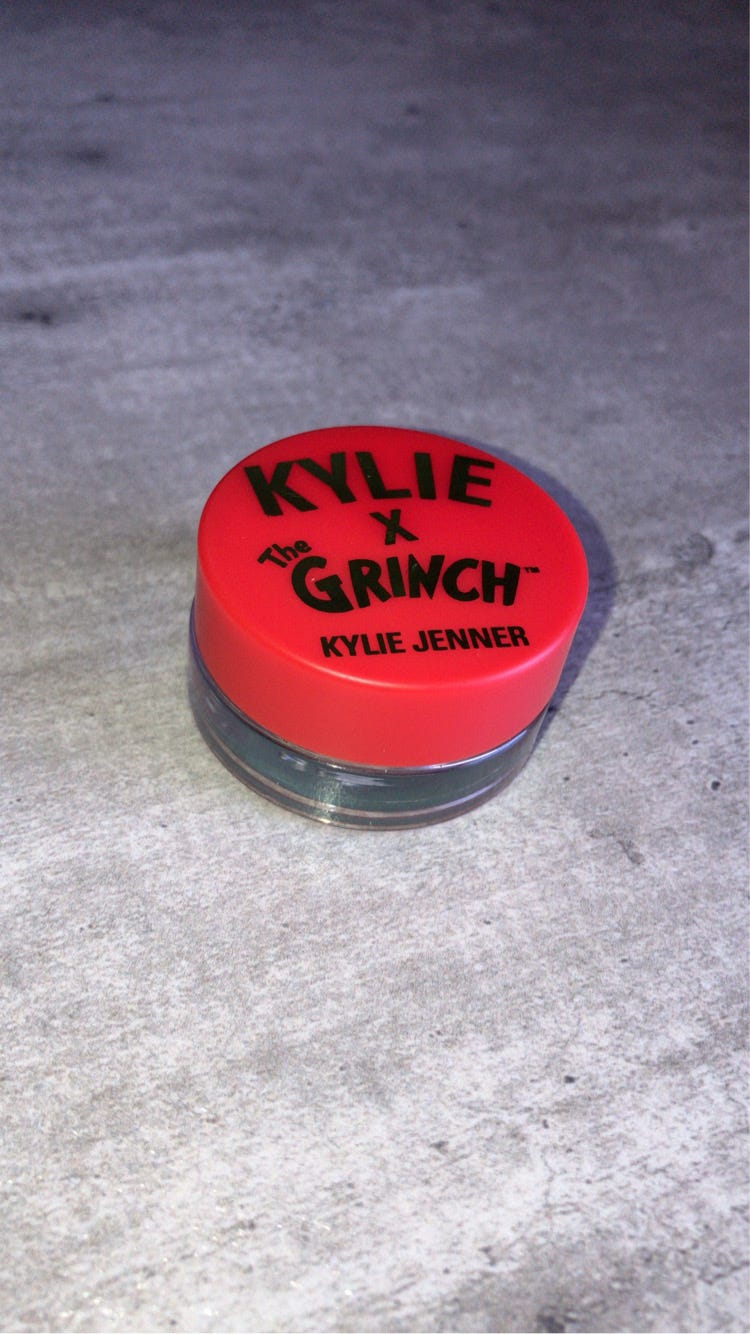 KYLIE
X
The
GRINCH™
KYLIE JENNER